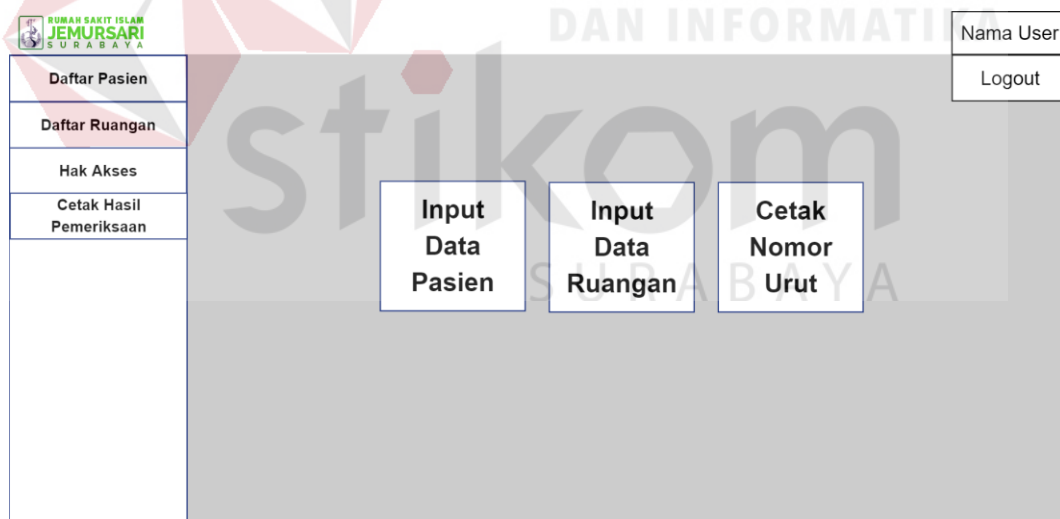 RUMAH SAKIT ISLAM
JEMURSARI
SURABAYA
DAN INFORMATIKA
Nama User
Logout
Daftar Pasien
Daftar Ruangan
Hak Akses
Cetak Hasil
Pemeriksaan
stikom
SURABAYA
Input
Data
Pasien
Input
Data
Ruangan
Cetak
Nomor
Urut